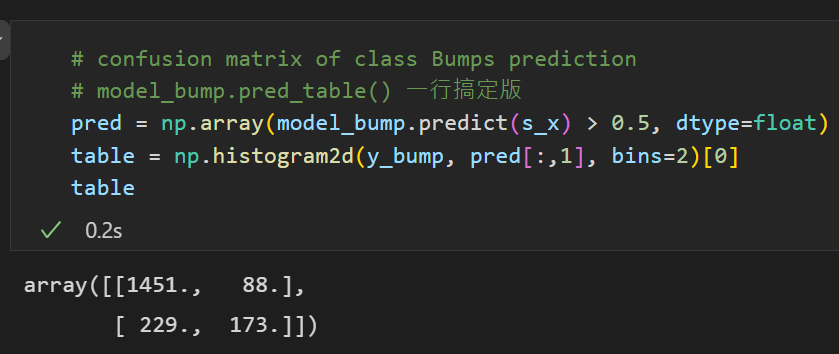 # confusion matrix of class Bumps prediction
# model_bump.pred_table() 一行搞定版
pred = np.array(model_bump.predict(s_x) > 0.5, dtype=float)
table = np.histogram2d(y_bump, pred[:,1], bins=2)[0]
table
0.2s
array([[1451.,   88.],
       [ 229.,  173.]])